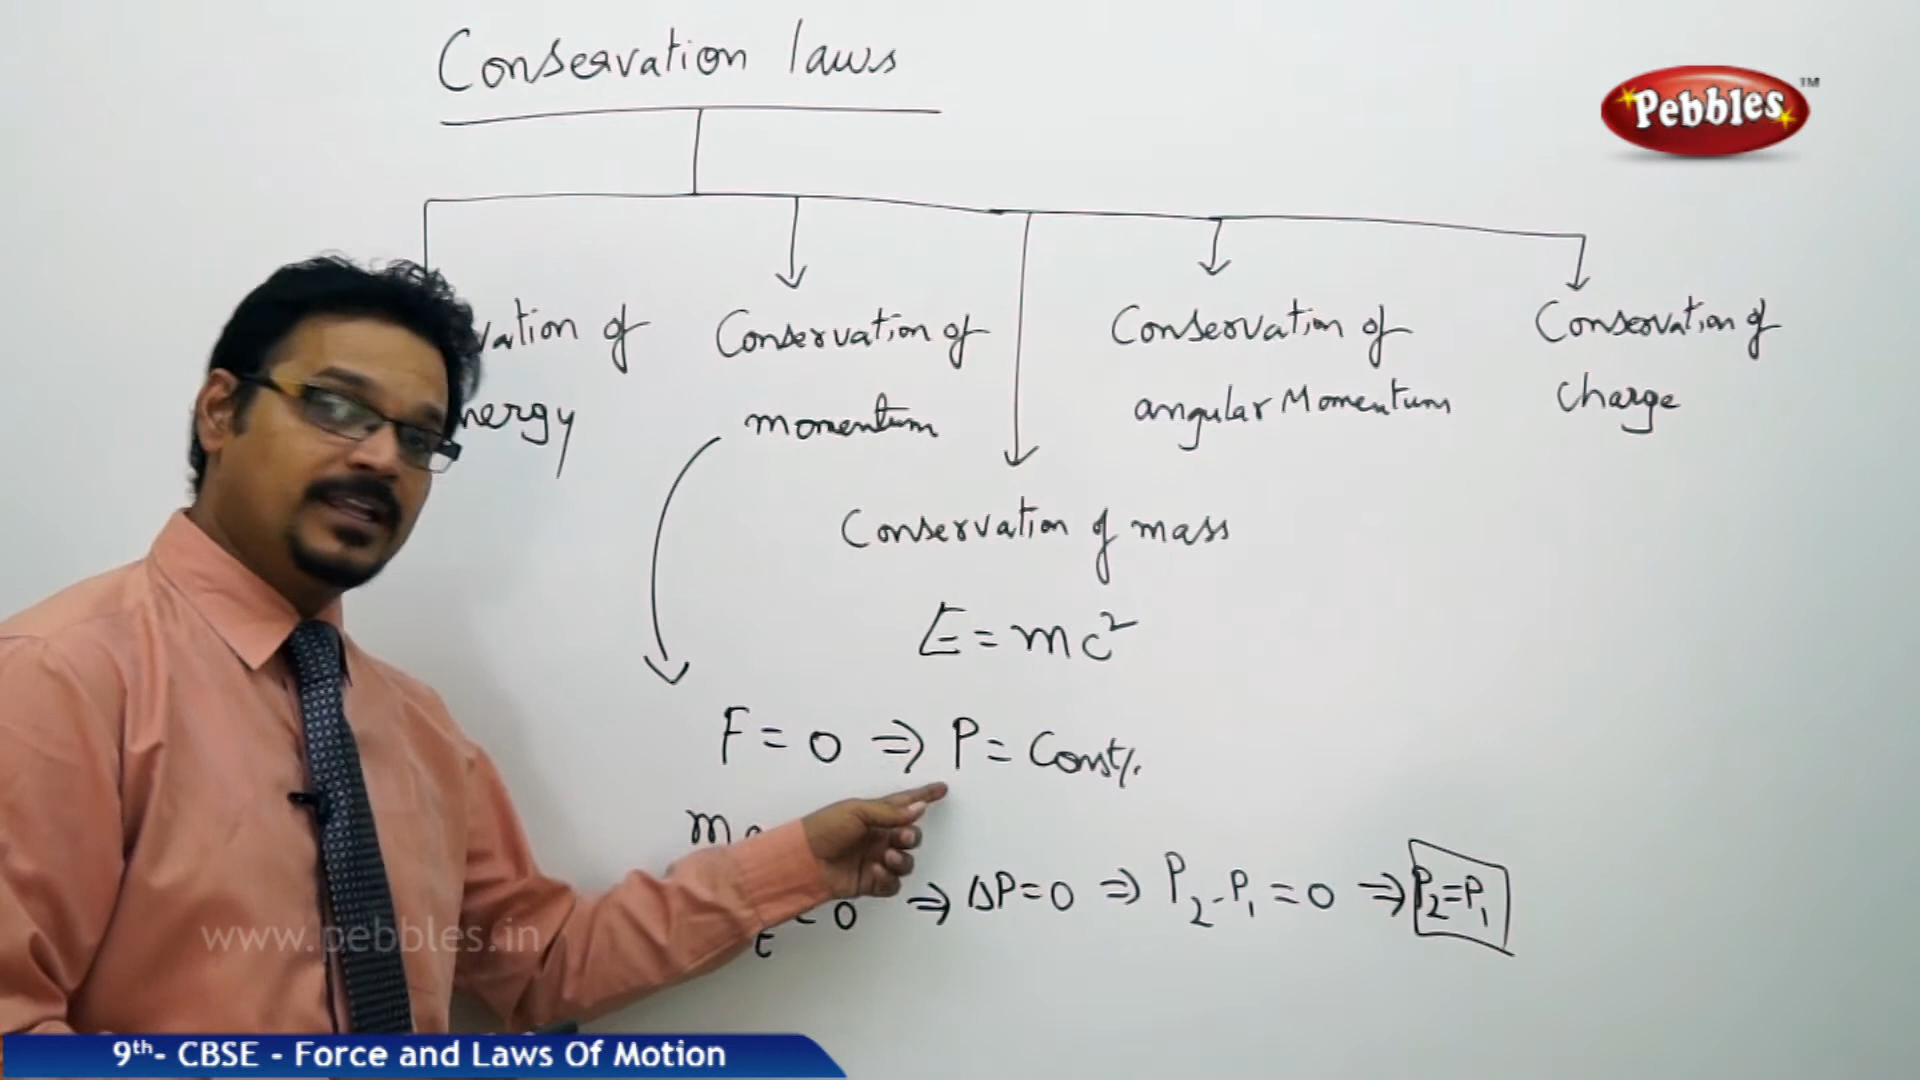 Conservation laws
Pebbles™
vation of
nergy
Conservation of
momentum
Conservation of
angular Momentum
Conservation of
charge
Conservation of mass
E = mc²
F = 0 ⇒ P = Const/.
m
t = 0 ⇒ ΔP = 0 ⇒ P₂ - P₁ = 0 ⇒ P₂ = P₁
www.pebbles.in
9th- CBSE - Force and Laws Of Motion